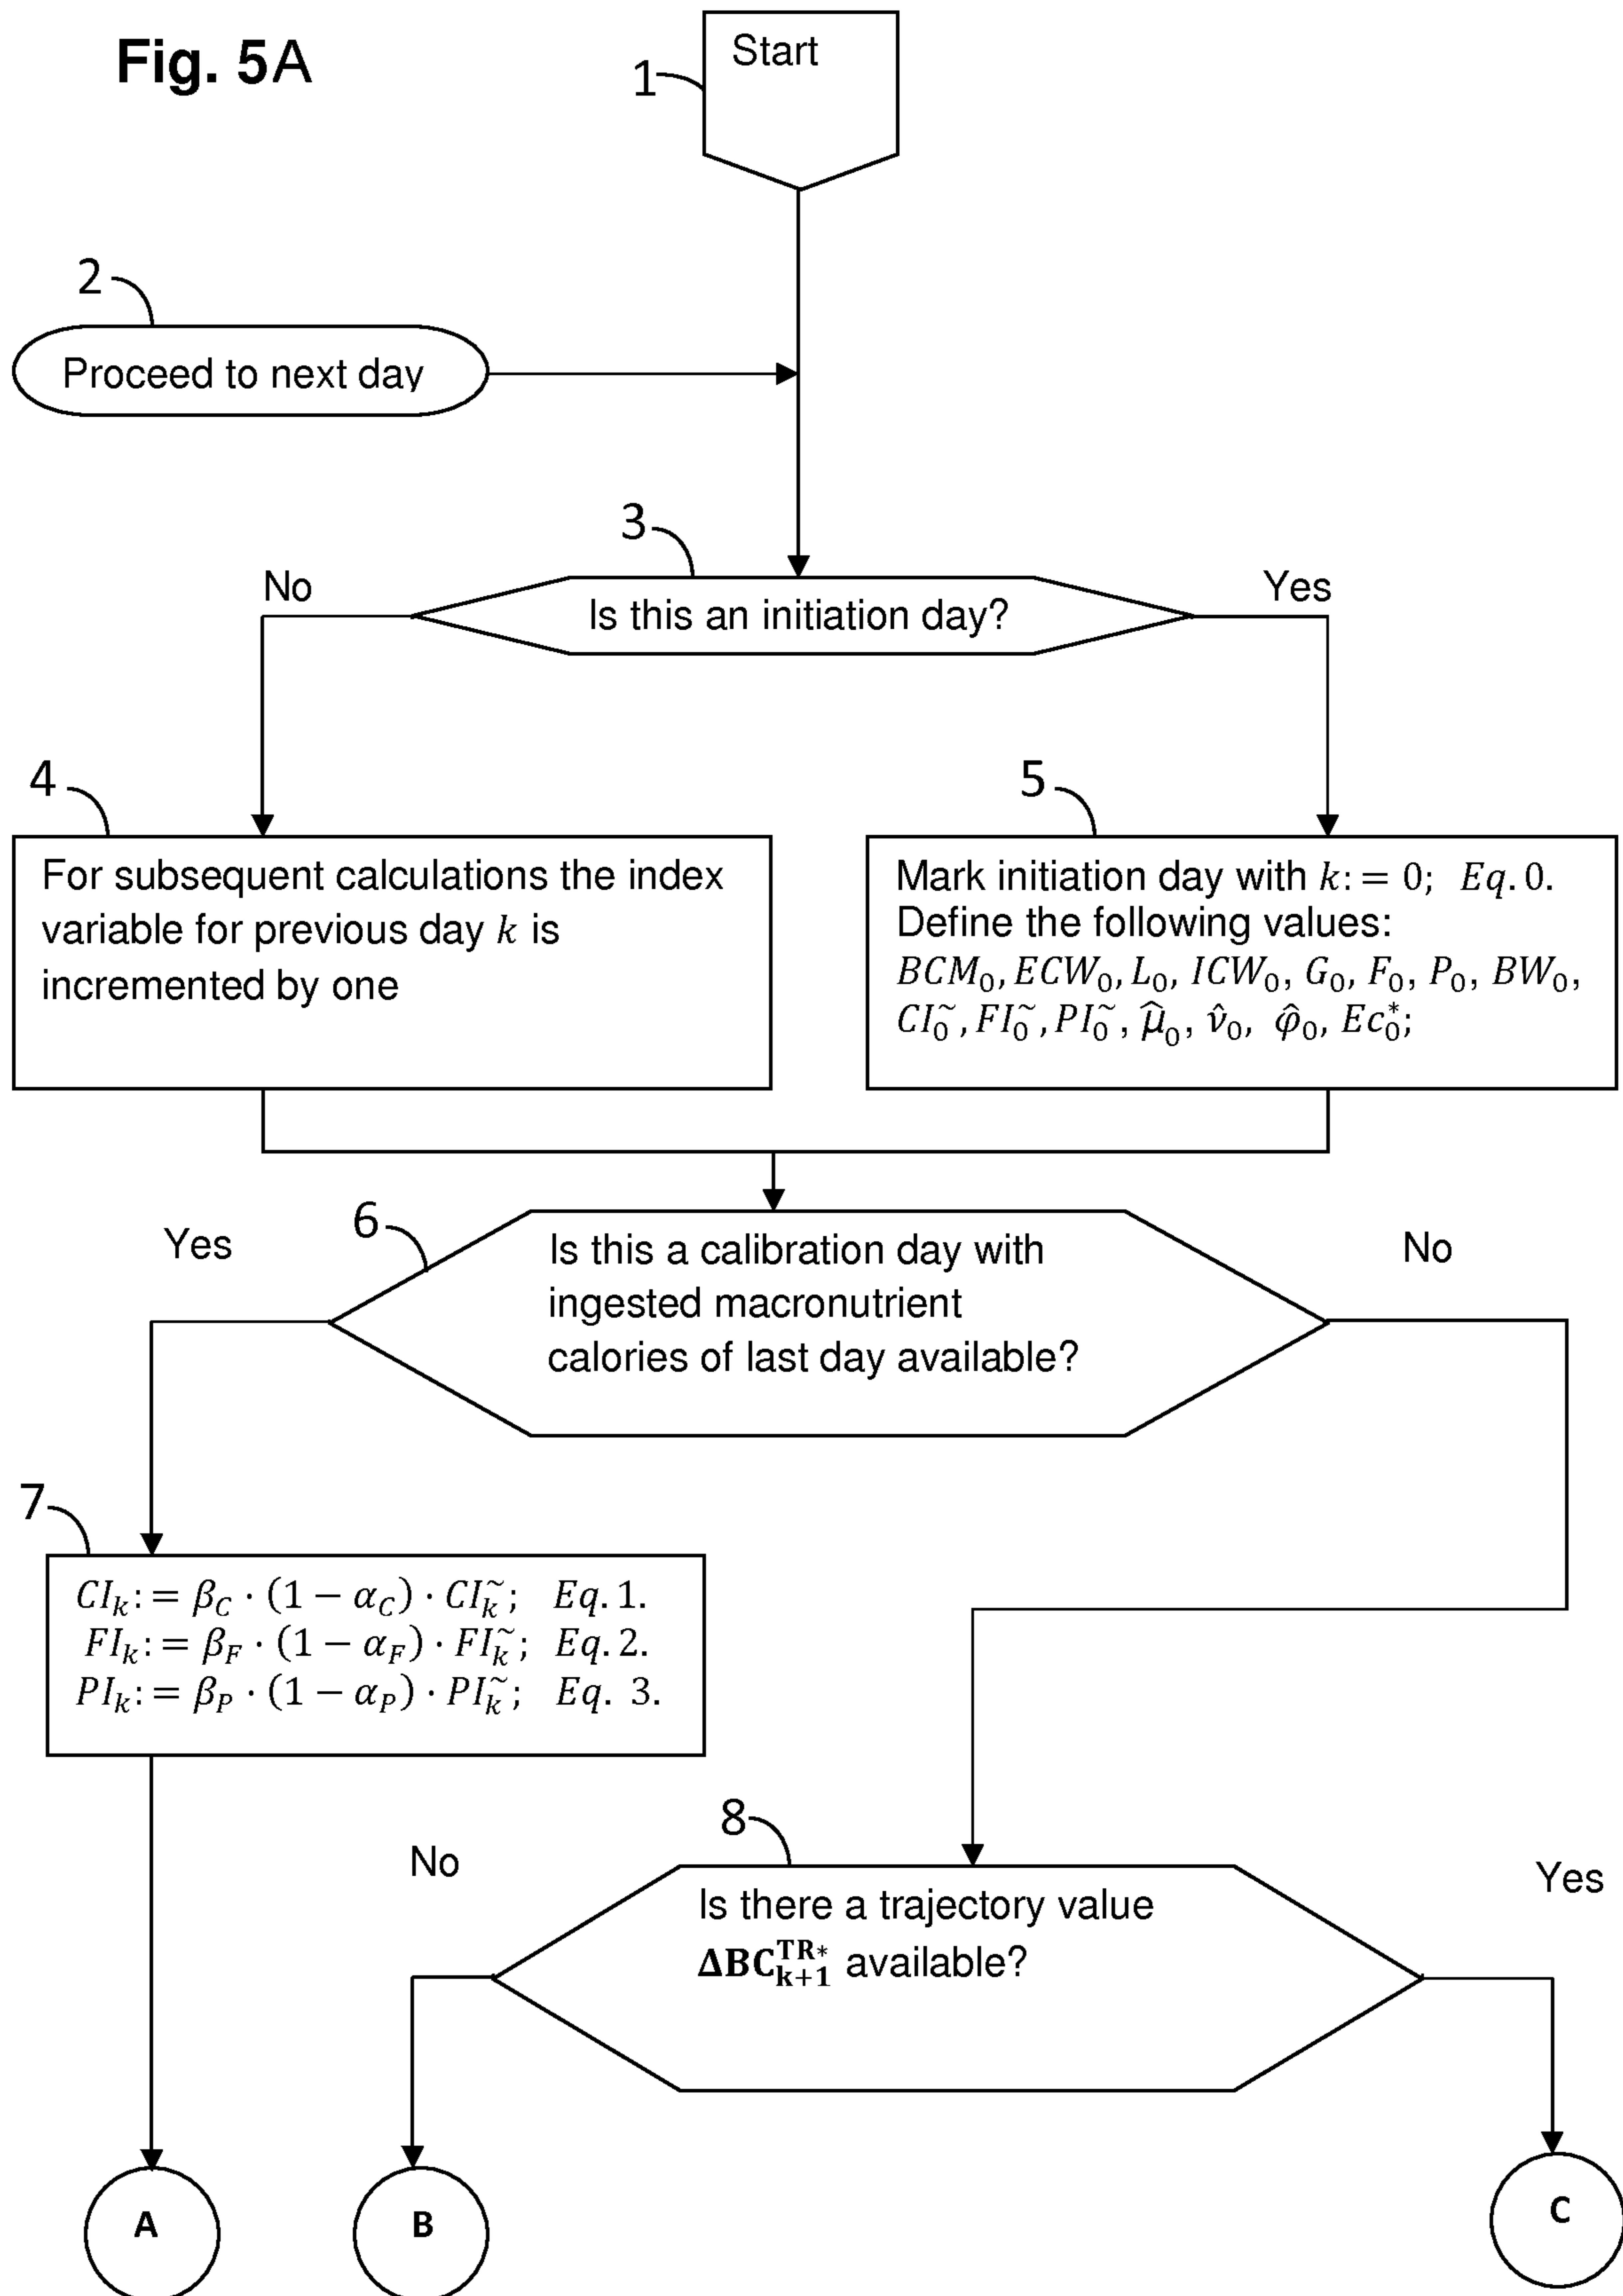 Fig. 5A
Start
1
2
Proceed to next day
3
No
Yes
Is this an initiation day?
4
5
For subsequent calculations the index
variable for previous day k is
incremented by one
Mark initiation day with k: = 0; Eq. 0.
Define the following values:
BCM₀, ECW₀, L₀, ICW₀, G₀, F₀, P₀, BW₀,
CI₀~, FI₀~, PI₀~, μ̂₀, ν̂₀, φ̂₀, Ec₀*;
6
Yes
No
Is this a calibration day with
ingested macronutrient
calories of last day available?
7
CIₖ: = β_C · (1 − α_C) · CIₖ~; Eq. 1.
FIₖ: = β_F · (1 − α_F) · FIₖ~; Eq. 2.
PIₖ: = β_P · (1 − α_P) · PIₖ~; Eq. 3.
8
No
Yes
Is there a trajectory value
ΔBC_{k+1}^{TR*} available?
A
B
C